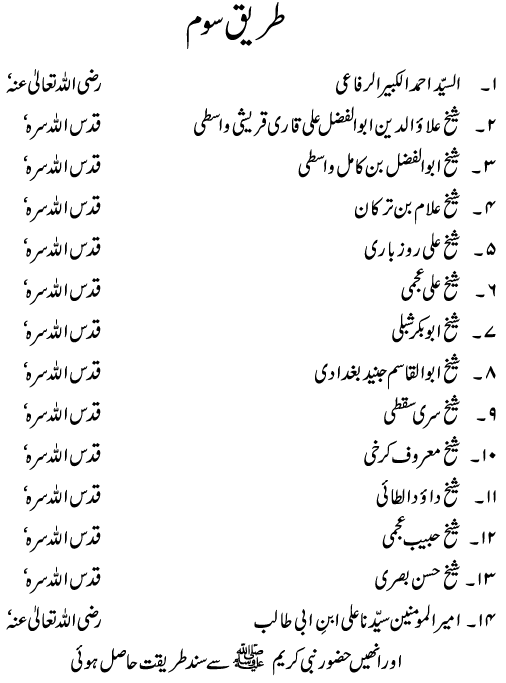 طریق سوم
۱۔ السیّد احمد الکبیر الرفاعی رضی اللہ تعالیٰ عنہٗ
۲۔ شیخ علاؤ الدین ابوالفضل علی قاری قریشی واسطی قدس اللہ سرہٗ
۳۔ شیخ ابوالفضل بن کامل واسطی قدس اللہ سرہٗ
۴۔ شیخ علام بن ترکان قدس اللہ سرہٗ
۵۔ شیخ علی روزباری قدس اللہ سرہٗ
۶۔ شیخ علی عجمی قدس اللہ سرہٗ
۷۔ شیخ ابوبکر شبلی قدس اللہ سرہٗ
۸۔ شیخ ابوالقاسم جنید بغدادی قدس اللہ سرہٗ
۹۔ شیخ سری سقطی قدس اللہ سرہٗ
۱۰۔ شیخ معروف کرخی قدس اللہ سرہٗ
۱۱۔ شیخ داؤد الطائی قدس اللہ سرہٗ
۱۲۔ شیخ حبیب عجمی قدس اللہ سرہٗ
۱۳۔ شیخ حسن بصری قدس اللہ سرہٗ
۱۴۔ امیر المومنین سیّدنا علی ابنِ ابی طالب رضی اللہ تعالیٰ عنہٗ
اور انھیں حضور نبی کریم ﷺ سے سند طریقت حاصل ہوئی